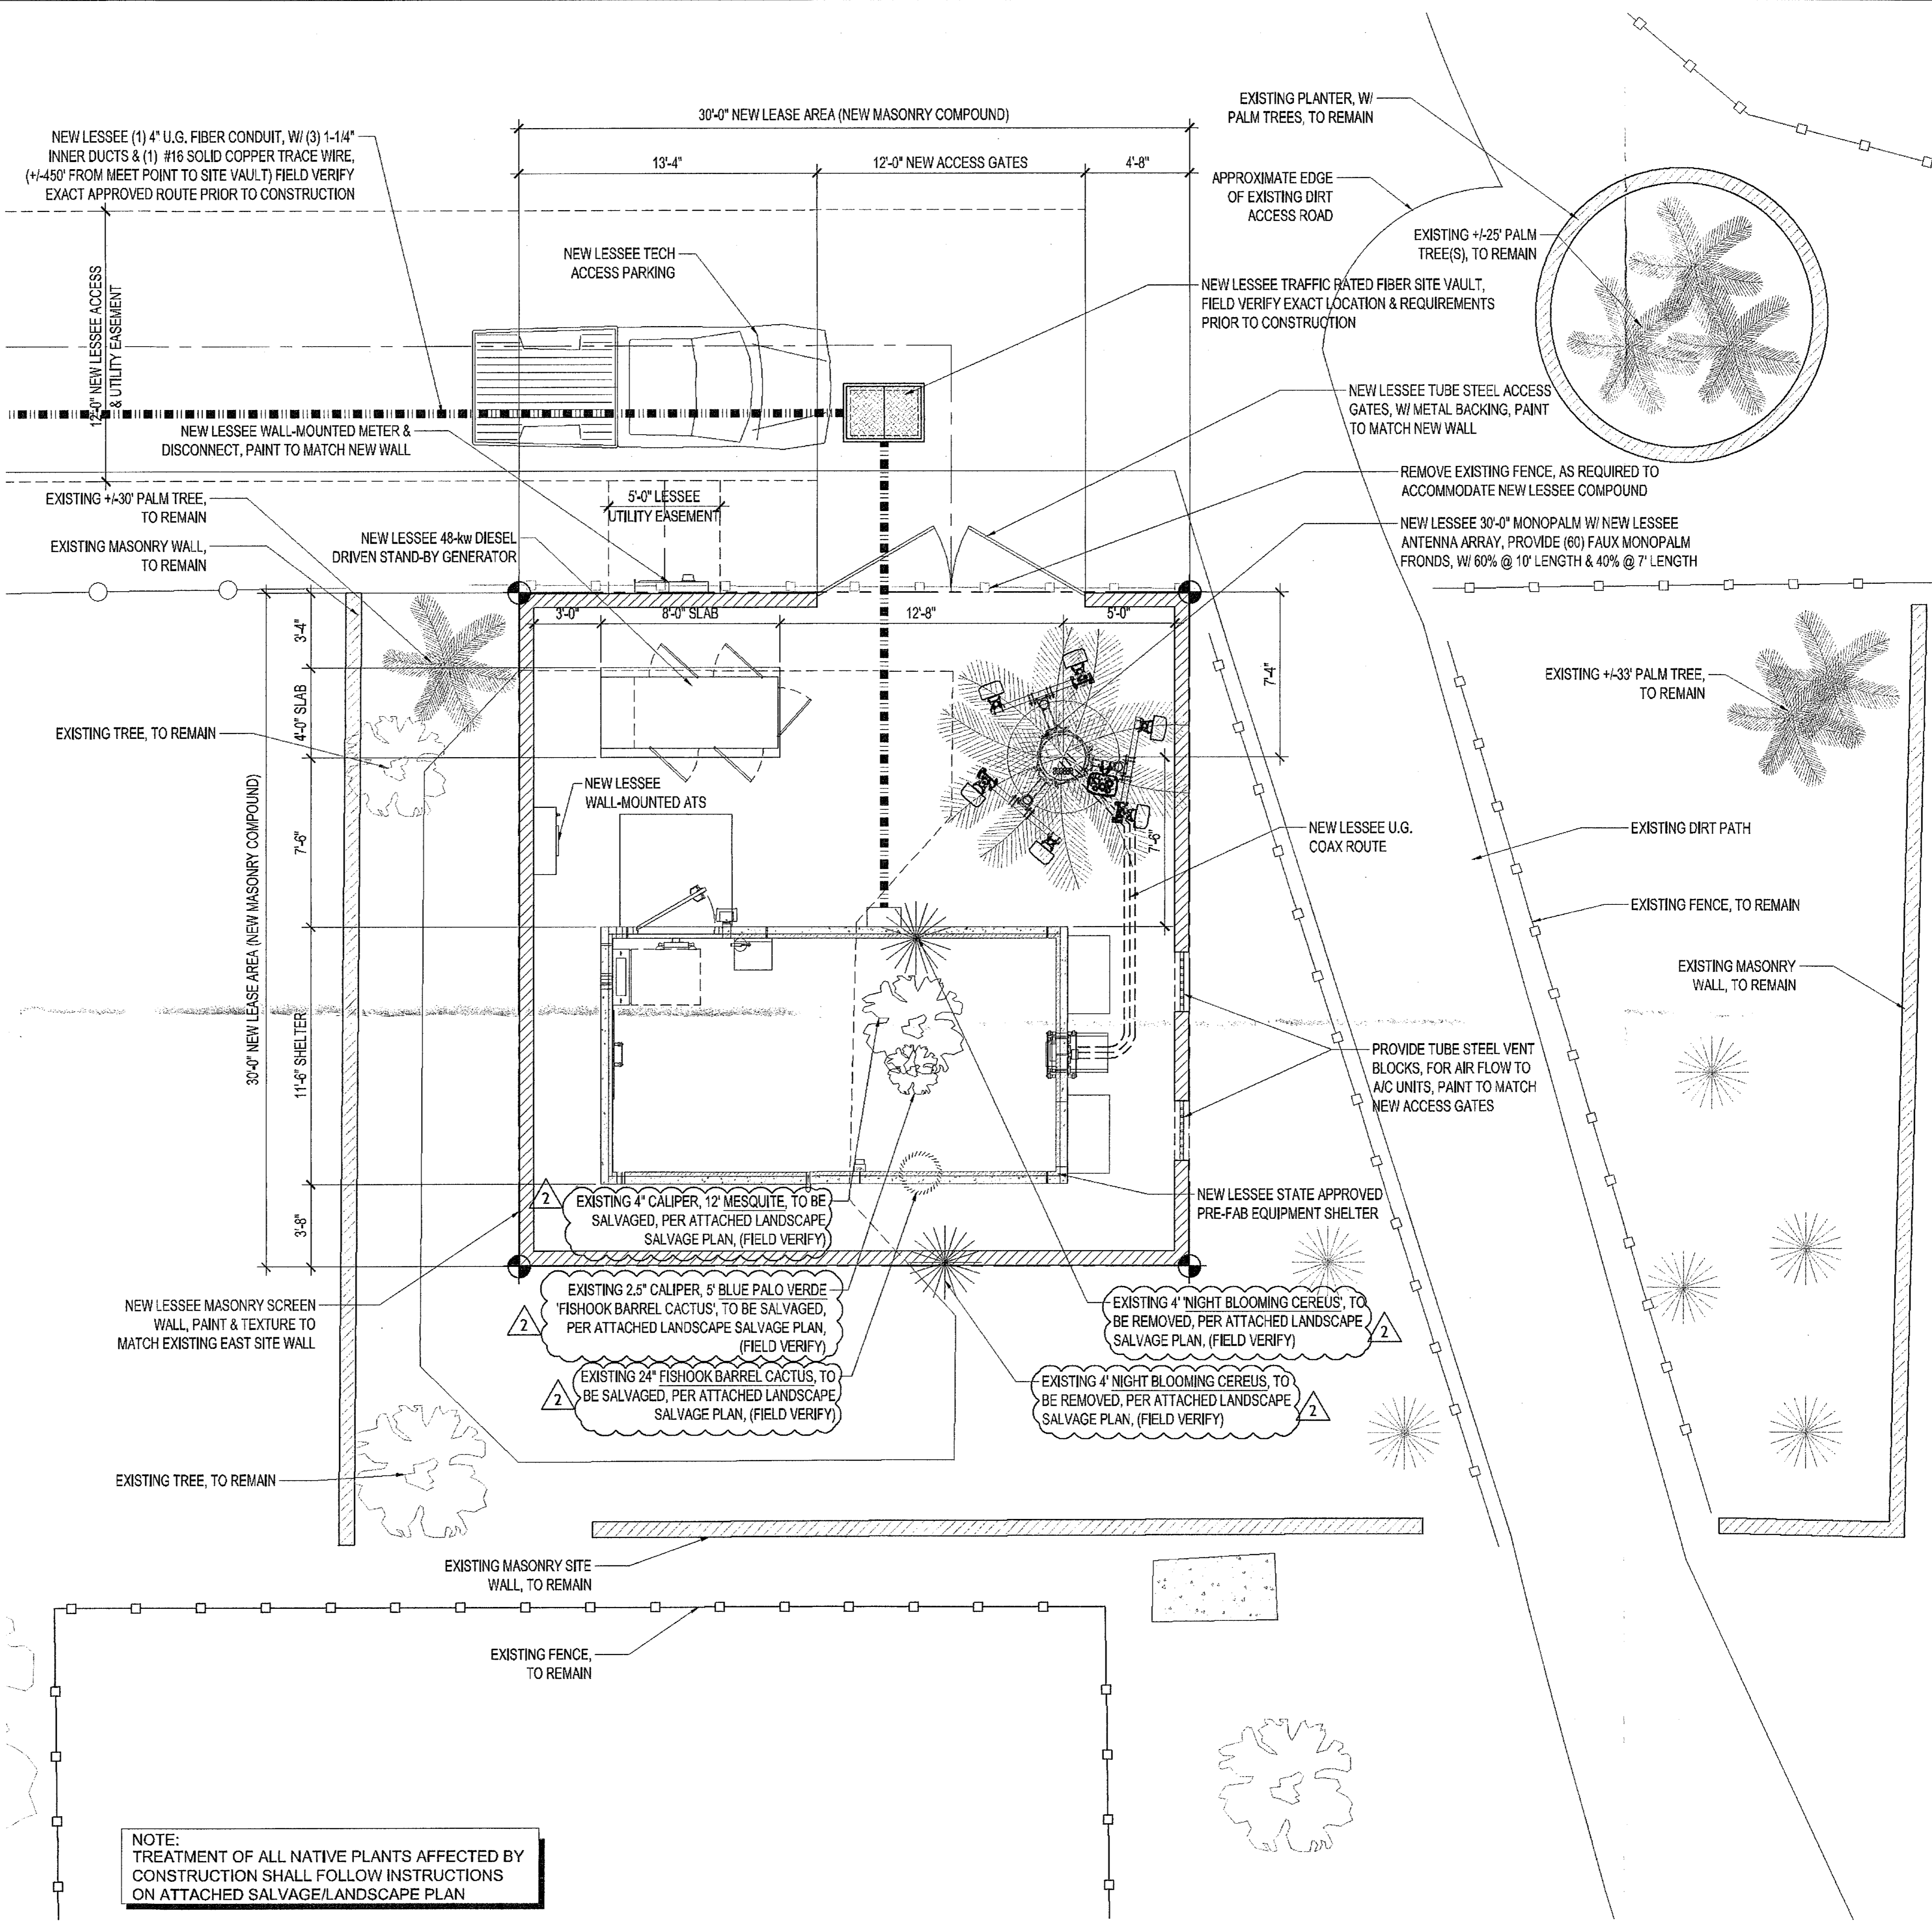 30'-0" NEW LEASE AREA (NEW MASONRY COMPOUND)
13'-4"
12'-0" NEW ACCESS GATES
4'-8"
NEW LESSEE (1) 4" U.G. FIBER CONDUIT, W/ (3) 1-1/4"
INNER DUCTS & (1) #16 SOLID COPPER TRACE WIRE,
(+/-450' FROM MEET POINT TO SITE VAULT) FIELD VERIFY
EXACT APPROVED ROUTE PRIOR TO CONSTRUCTION
EXISTING PLANTER, W/
PALM TREES, TO REMAIN
APPROXIMATE EDGE
OF EXISTING DIRT
ACCESS ROAD
EXISTING +/-25' PALM
TREE(S), TO REMAIN
NEW LESSEE TECH
ACCESS PARKING
NEW LESSEE TRAFFIC RATED FIBER SITE VAULT,
FIELD VERIFY EXACT LOCATION & REQUIREMENTS
PRIOR TO CONSTRUCTION
12'-0" NEW LESSEE ACCESS
& UTILITY EASEMENT
NEW LESSEE TUBE STEEL ACCESS
GATES, W/ METAL BACKING, PAINT
TO MATCH NEW WALL
NEW LESSEE WALL-MOUNTED METER &
DISCONNECT, PAINT TO MATCH NEW WALL
REMOVE EXISTING FENCE, AS REQUIRED TO
ACCOMMODATE NEW LESSEE COMPOUND
EXISTING +/-30' PALM TREE,
TO REMAIN
5'-0" LESSEE
UTILITY EASEMENT
NEW LESSEE 30'-0" MONOPALM W/ NEW LESSEE
ANTENNA ARRAY, PROVIDE (60) FAUX MONOPALM
FRONDS, W/ 60% @ 10' LENGTH & 40% @ 7' LENGTH
EXISTING MASONRY WALL,
TO REMAIN
NEW LESSEE 48-kw DIESEL
DRIVEN STAND-BY GENERATOR
3'-0"
8'-0" SLAB
12'-8"
5'-0"
3'-4"
4'-0" SLAB
7'-6"
11'-6" SHELTER
3'-8"
30'-0" NEW LEASE AREA (NEW MASONRY COMPOUND)
7'-4"
7'-6"
EXISTING +/-33' PALM TREE,
TO REMAIN
EXISTING TREE, TO REMAIN
NEW LESSEE
WALL-MOUNTED ATS
NEW LESSEE U.G.
COAX ROUTE
EXISTING DIRT PATH
EXISTING FENCE, TO REMAIN
EXISTING MASONRY
WALL, TO REMAIN
PROVIDE TUBE STEEL VENT
BLOCKS, FOR AIR FLOW TO
A/C UNITS, PAINT TO MATCH
NEW ACCESS GATES
NEW LESSEE STATE APPROVED
PRE-FAB EQUIPMENT SHELTER
2
EXISTING 4" CALIPER, 12' MESQUITE, TO BE
SALVAGED, PER ATTACHED LANDSCAPE
SALVAGE PLAN, (FIELD VERIFY)
NEW LESSEE MASONRY SCREEN
WALL, PAINT & TEXTURE TO
MATCH EXISTING EAST SITE WALL
2
EXISTING 2.5" CALIPER, 5' BLUE PALO VERDE
'FISHOOK BARREL CACTUS', TO BE SALVAGED,
PER ATTACHED LANDSCAPE SALVAGE PLAN,
(FIELD VERIFY)
EXISTING 4' 'NIGHT BLOOMING CEREUS', TO
BE REMOVED, PER ATTACHED LANDSCAPE
SALVAGE PLAN, (FIELD VERIFY)
2
2
EXISTING 24" FISHOOK BARREL CACTUS, TO
BE SALVAGED, PER ATTACHED LANDSCAPE
SALVAGE PLAN, (FIELD VERIFY)
EXISTING 4' NIGHT BLOOMING CEREUS, TO
BE REMOVED, PER ATTACHED LANDSCAPE
SALVAGE PLAN, (FIELD VERIFY)
2
EXISTING TREE, TO REMAIN
EXISTING MASONRY SITE
WALL, TO REMAIN
EXISTING FENCE,
TO REMAIN
NOTE:
TREATMENT OF ALL NATIVE PLANTS AFFECTED BY
CONSTRUCTION SHALL FOLLOW INSTRUCTIONS
ON ATTACHED SALVAGE/LANDSCAPE PLAN